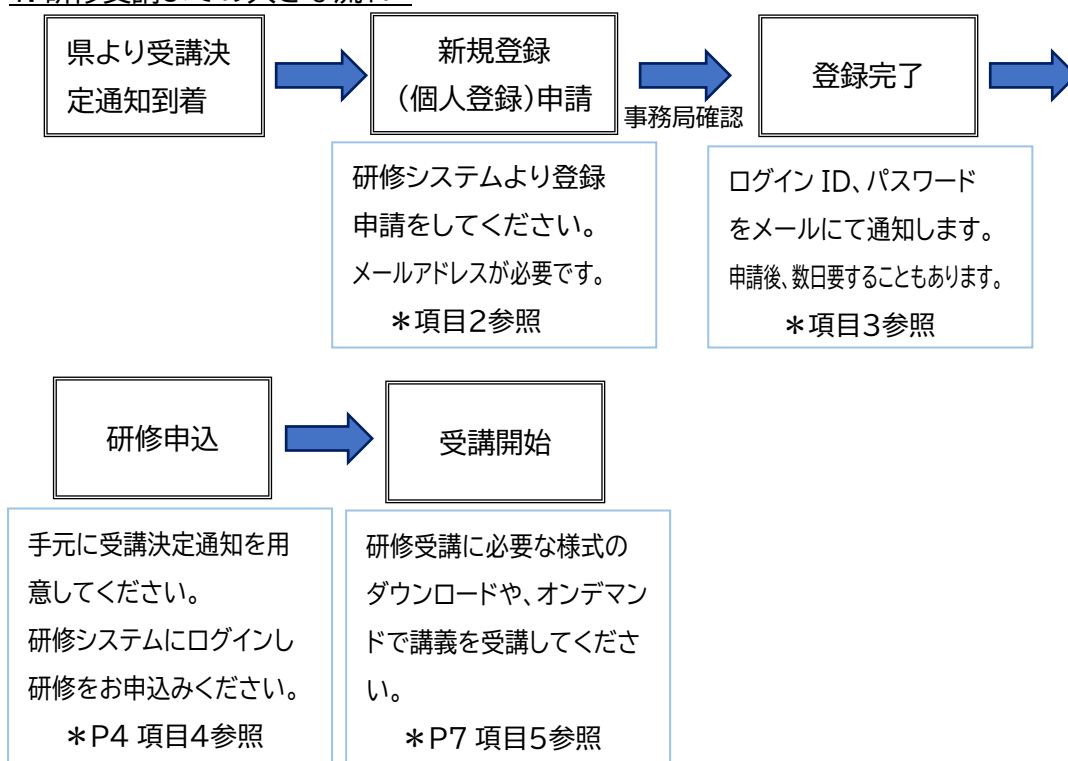 県より受講決
定通知到着
新規登録
(個人登録)申請
事務局確認
登録完了
研修システムより登録
申請をしてください。
メールアドレスが必要です。
＊項目2参照
ログイン ID、パスワード
をメールにて通知します。
申請後、数日要することもあります。
＊項目3参照
研修申込
受講開始
手元に受講決定通知を用
意してください。
研修システムにログインし
研修をお申込みください。
＊P4 項目4参照
研修受講に必要な様式の
ダウンロードや、オンデマン
ドで講義を受講してくださ
い。
＊P7 項目5参照